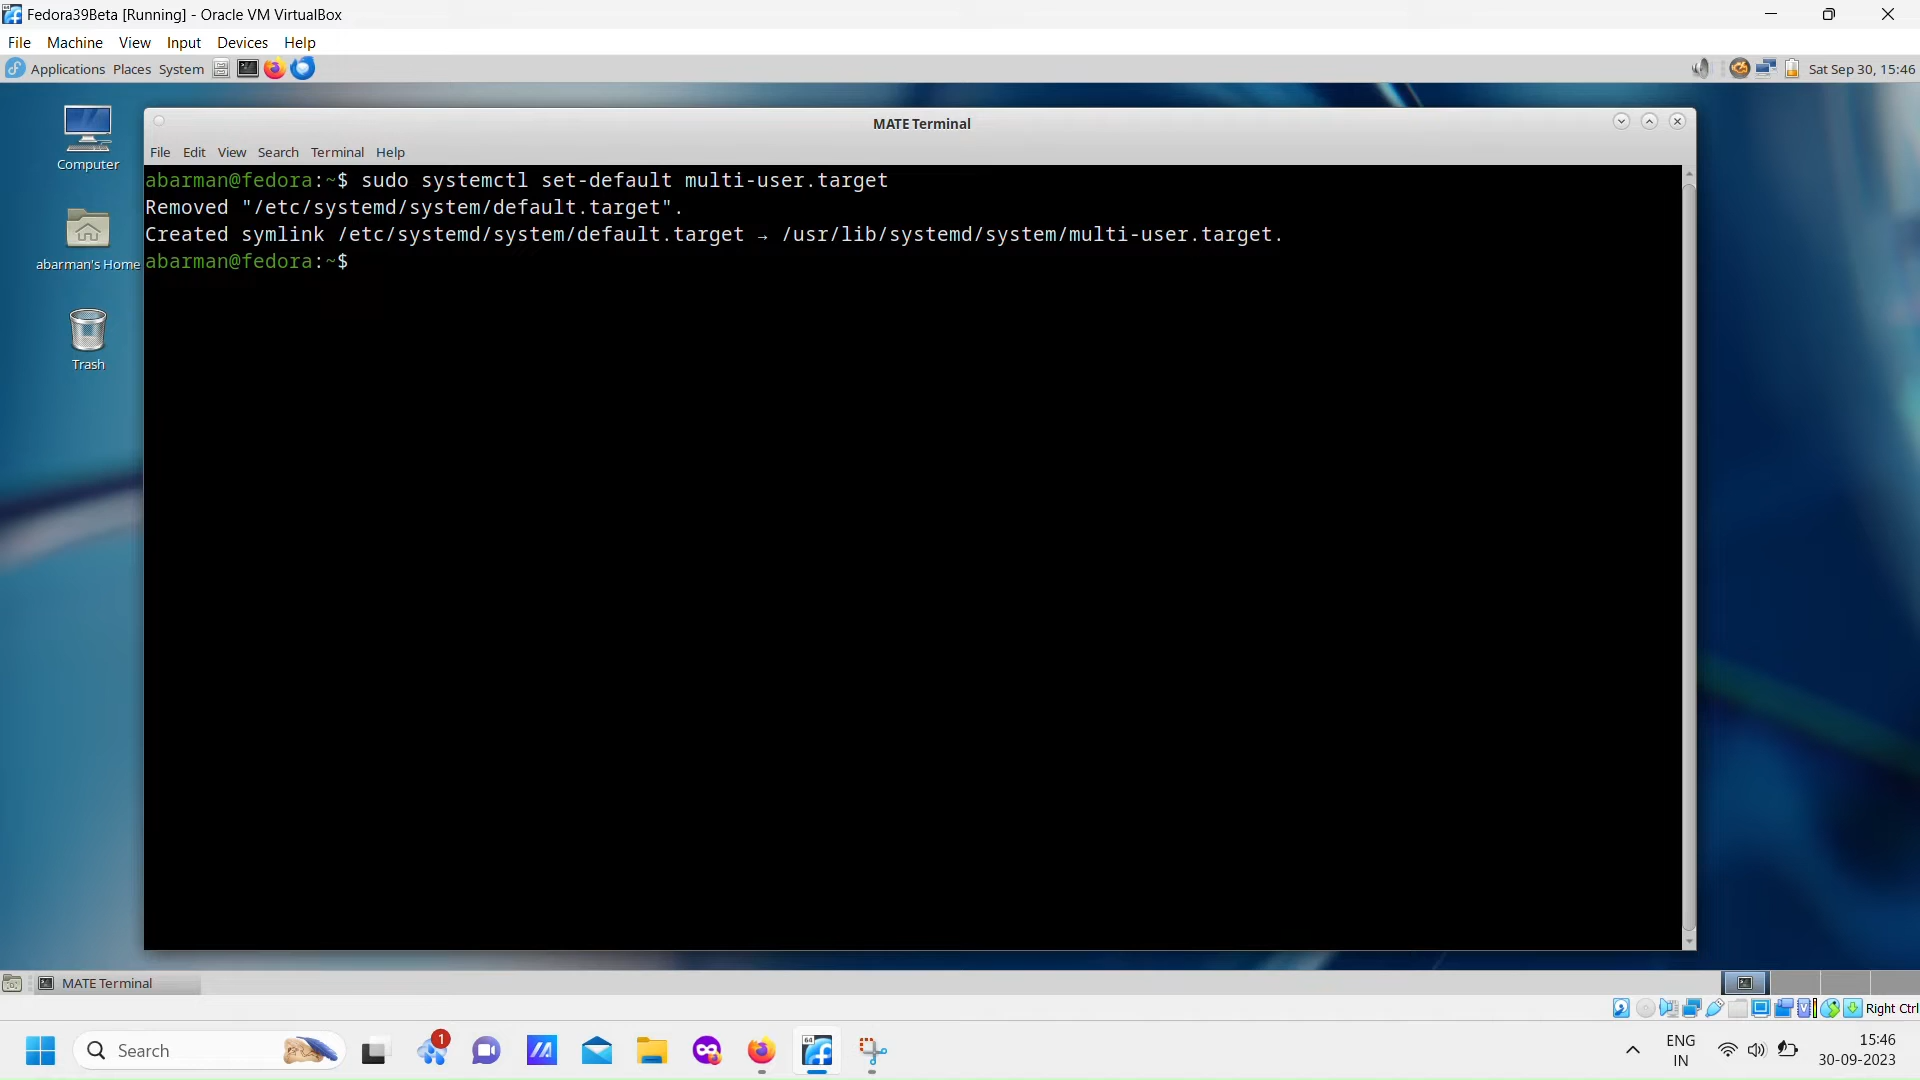 Fedora39Beta [Running] - Oracle VM VirtualBox
File Machine View Input Devices Help
Applications Places System
Sat Sep 30, 15:46
Computer
abarman's Home
Trash
MATE Terminal
File Edit View Search Terminal Help
abarman@fedora:~$ sudo systemctl set-default multi-user.target
Removed "/etc/systemd/system/default.target".
Created symlink /etc/systemd/system/default.target → /usr/lib/systemd/system/multi-user.target.
abarman@fedora:~$
MATE Terminal
Right Ctrl
Search
1
64
ENG
IN
15:46
30-09-2023